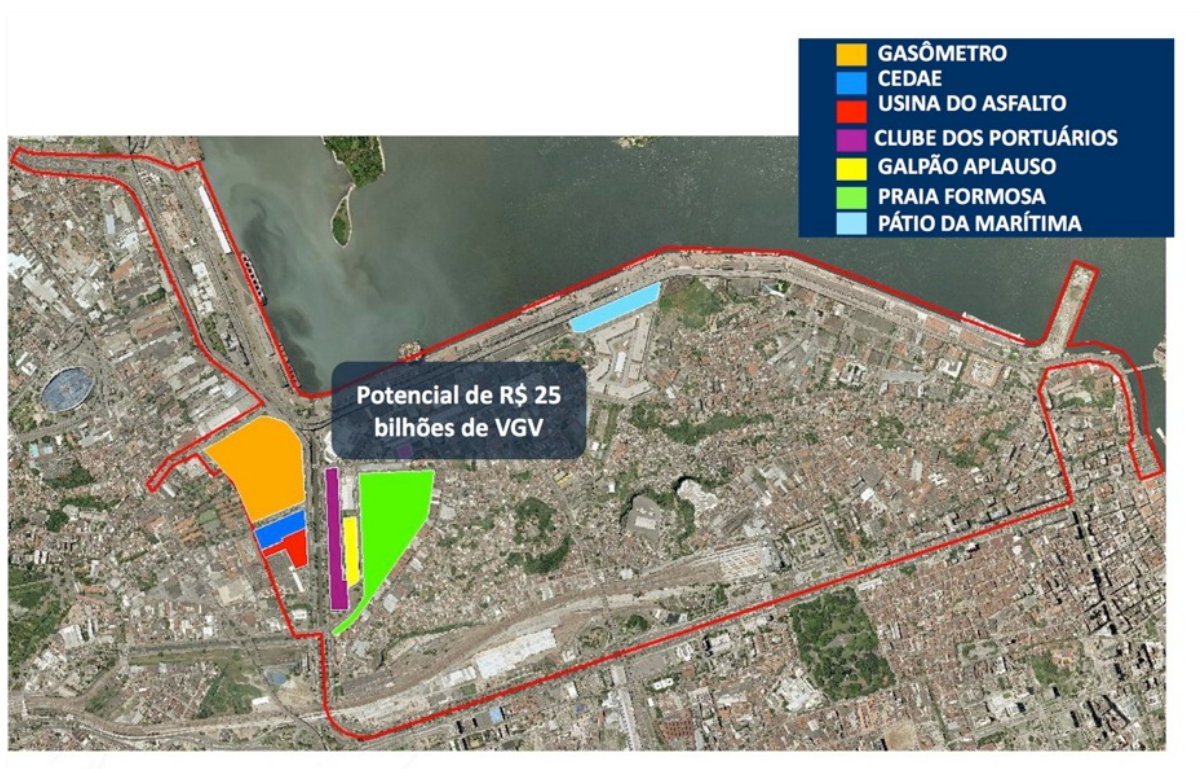 GASÔMETRO
CEDAE
USINA DO ASFALTO
CLUBE DOS PORTUÁRIOS
GALPÃO APLAUSO
PRAIA FORMOSA
PÁTIO DA MARÍTIMA
Potencial de R$ 25
bilhões de VGV